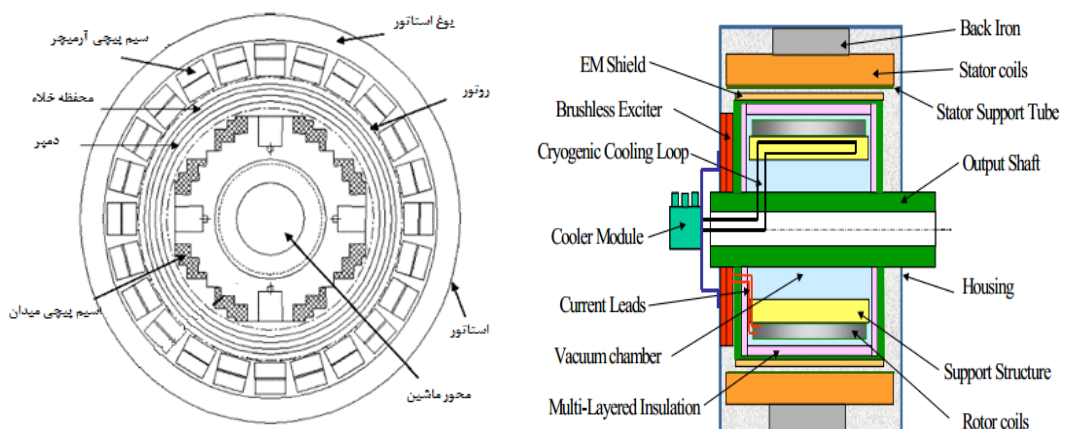 یوغ استاتور
سیم پیچی آرمیچر
محفظه خلاء
روتور
دمپر
سیم پیچی میدان
استاتور
محور ماشین
Back Iron
EM Shield
Stator coils
Brushless Exciter
Stator Support Tube
Cryogenic Cooling Loop
Output Shaft
Cooler Module
Current Leads
Housing
Vacuum chamber
Support Structure
Multi-Layered Insulation
Rotor coils